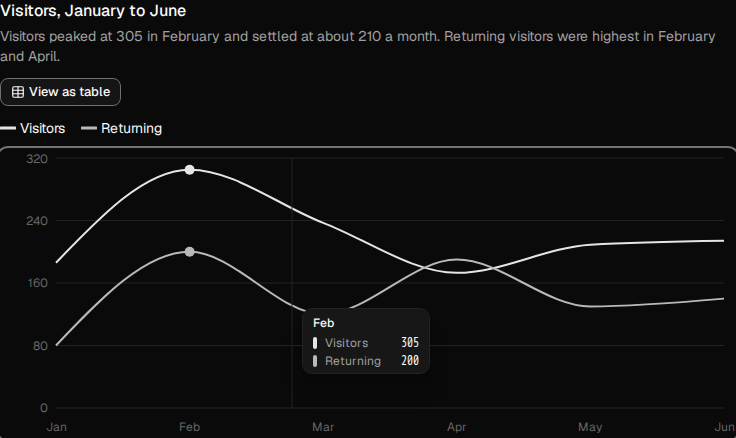 Visitors, January to June
Visitors peaked at 305 in February and settled at about 210 a month. Returning visitors were highest in February
and April.
View as table
Visitors Returning
320
240
160
80
0
Feb
Visitors 305
Returning 200
Jan Feb Mar Apr May Jun